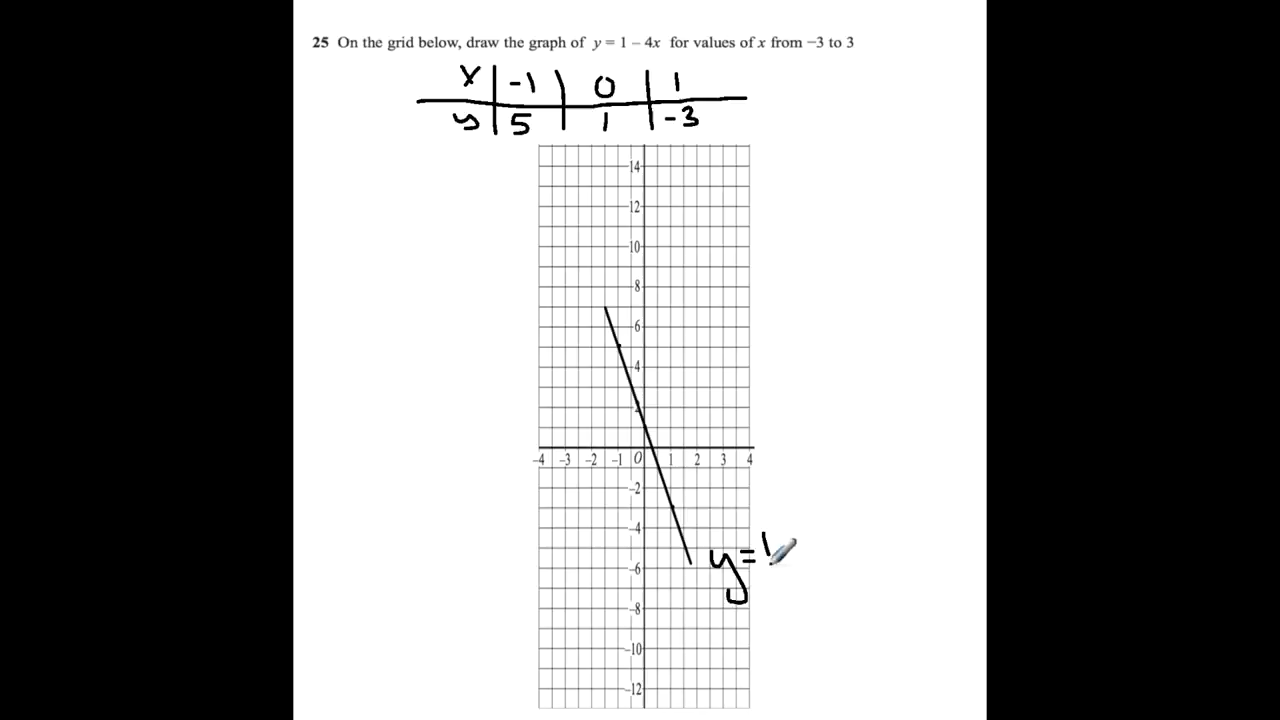 25 On the grid below, draw the graph of y = 1 – 4x for values of x from −3 to 3
x -1 0 1
y 5 1 -3
14
12
10
8
6
4
2
-4 -3 -2 -1 O 1 2 3 4
-2
-4
y=1
-6
-8
-10
-12